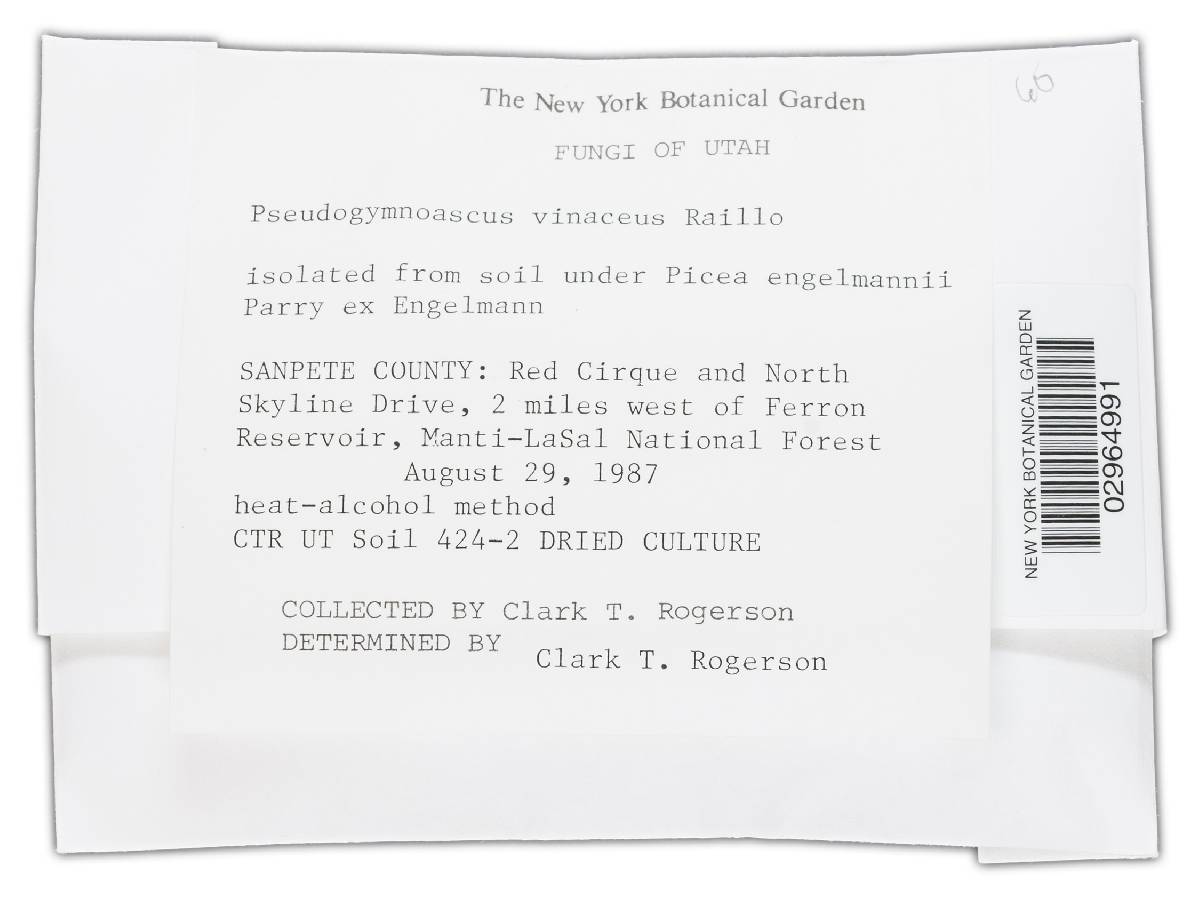 The New York Botanical Garden
FUNGI OF UTAH
Pseudogymnoascus vinaceus Raillo
isolated from soil under Picea engelmannii
Parry ex Engelmann
SANPETE COUNTY: Red Cirque and North
Skyline Drive, 2 miles west of Ferron
Reservoir, Manti-LaSal National Forest
August 29, 1987
heat-alcohol method
CTR UT Soil 424-2 DRIED CULTURE
COLLECTED BY Clark T. Rogerson
DETERMINED BY
Clark T. Rogerson
NEW YORK BOTANICAL GARDEN
02964991